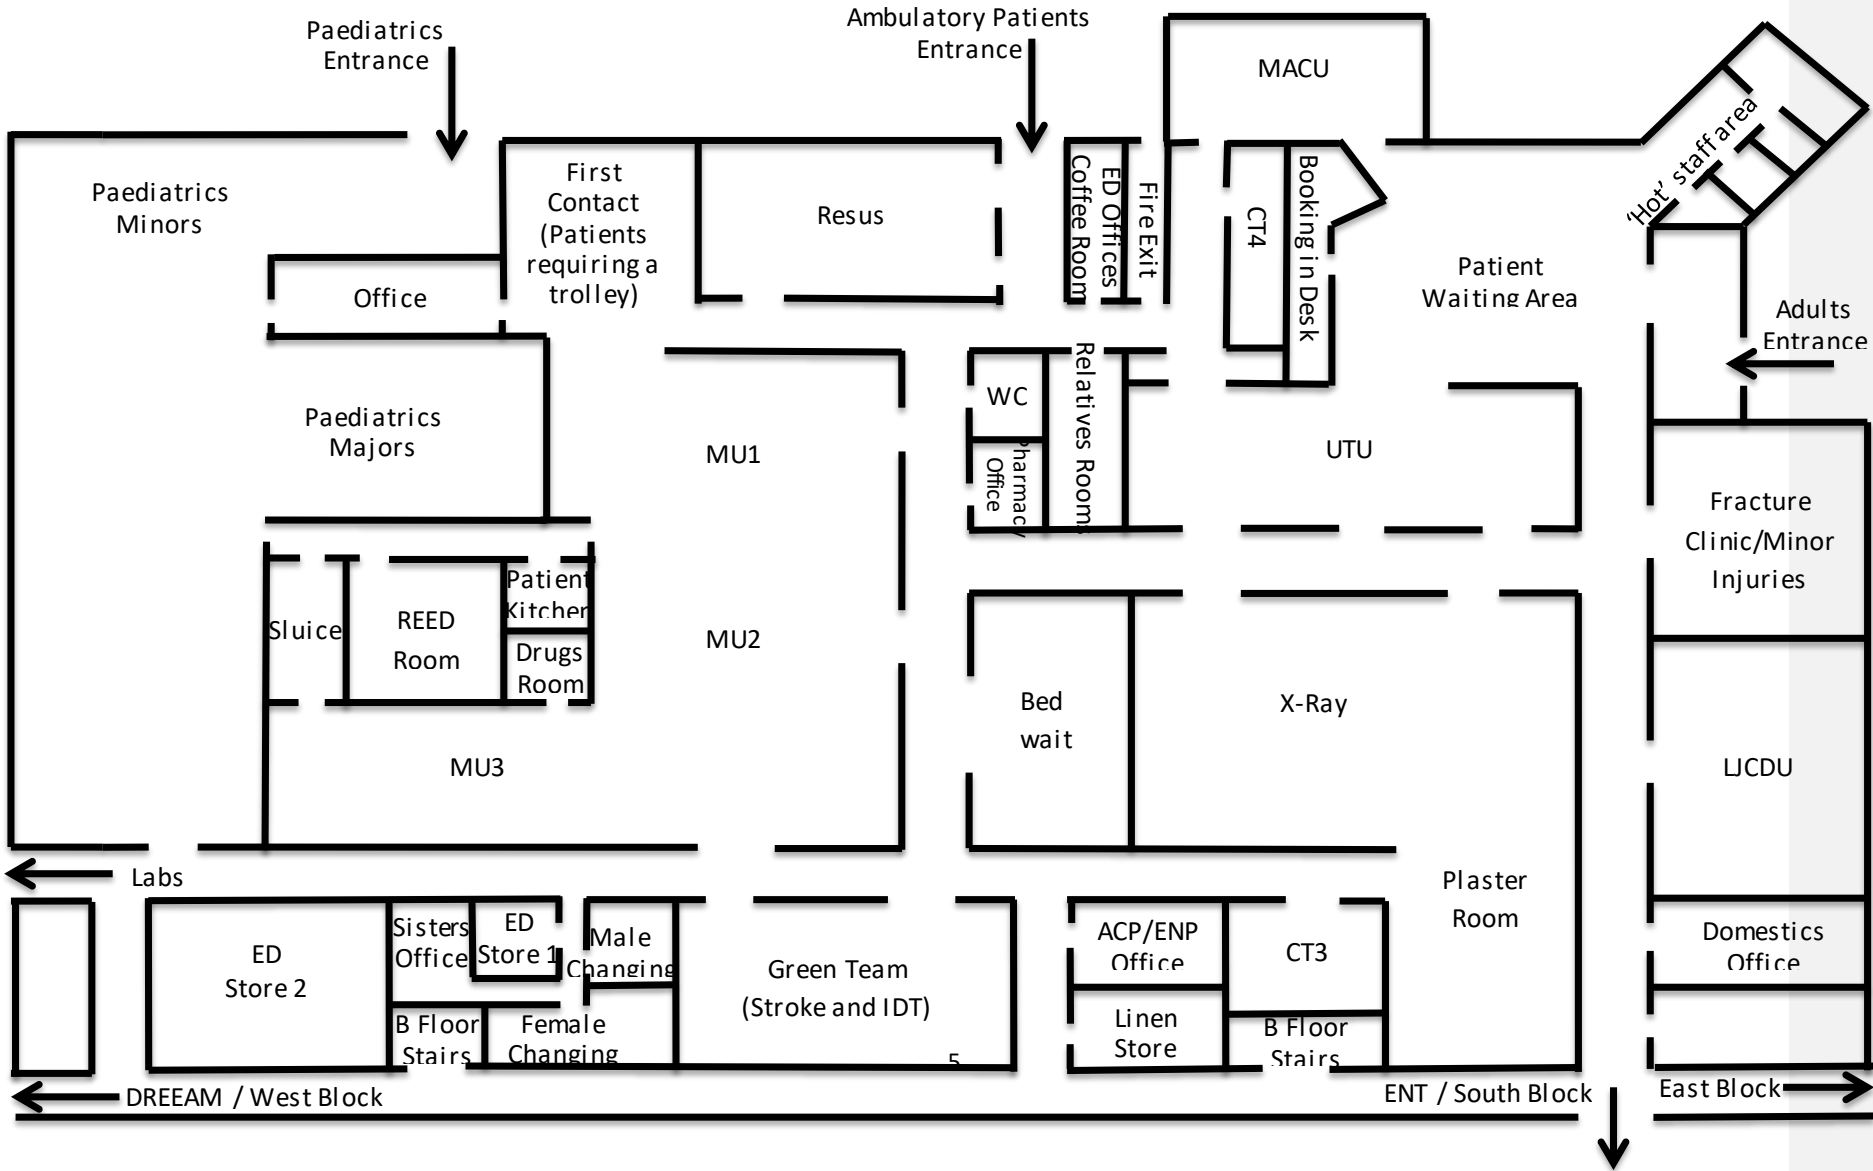 Paediatrics
Entrance
Ambulatory Patients
Entrance
MACU
‘Hot’ staff area
Paediatrics
Minors
First
Contact
(Patients
requiring a
trolley)
Resus
ED Offices
Coffee Room
Fire Exit
CT4
Booking in Desk
Patient
Waiting Area
Adults
Entrance
Office
Paediatrics
Majors
MU1
WC
Pharmacy
Office
Relatives Rooms
UTU
Fracture
Clinic/Minor
Injuries
Sluice
REED
Room
Patient
Kitchen
Drugs
Room
MU2
Bed
wait
X-Ray
LJCDU
MU3
Labs
Plaster
Room
ED
Store 2
Sisters
Office
ED
Store 1
Male
Changing
Green Team
(Stroke and IDT)
ACP/ENP
Office
CT3
Domestics
Office
B Floor
Stairs
Female
Changing
Linen
Store
B Floor
Stairs
5
DREEAM / West Block
ENT / South Block
East Block